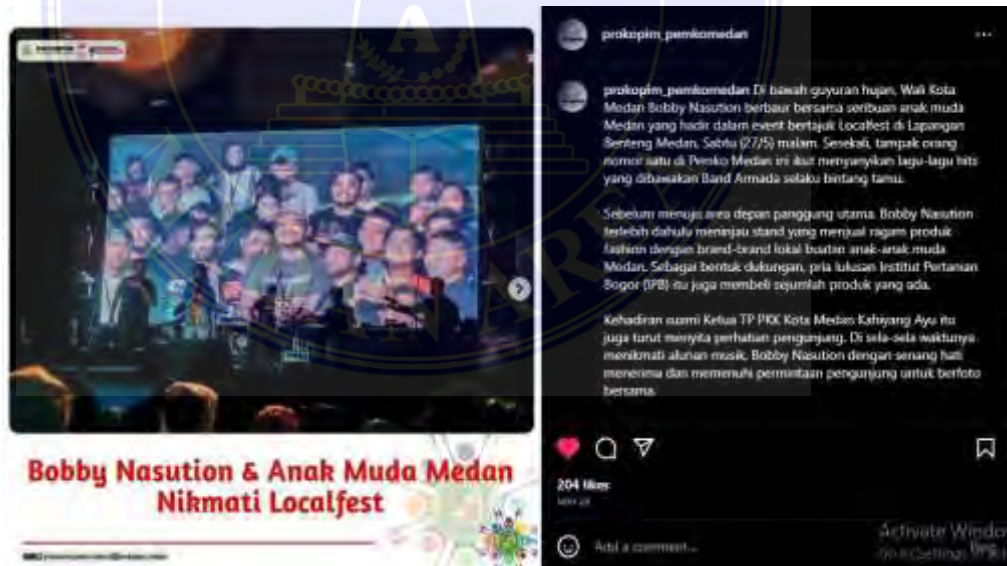 Bobby Nasution & Anak Muda Medan
Nikmati Localfest
prokopim_pemkomedan
prokopim_pemkomedan Di bawah guyuran hujan, Wali Kota
Medan Bobby Nasution berbaur bersama seribuan anak muda
Medan yang hadir dalam event bertajuk Localfest di Lapangan
Benteng Medan, Sabtu (27/5) malam. Sesekali, tampak orang
nomor satu di Pemko Medan ini ikut menyanyikan lagu-lagu hits
yang dibawakan Band Armada selaku bintang tamu.
Sebelum menuju area depan panggung utama, Bobby Nasution
terlebih dahulu meninjau stand yang menjual ragam produk
fashion dengan brand-brand lokal buatan anak-anak muda
Medan. Sebagai bentuk dukungan, pria lulusan Institut Pertanian
Bogor (IPB) itu juga membeli sejumlah produk yang ada.
Kehadiran suami Ketua TP PKK Kota Medan Kahiyang Ayu itu
juga turut menyita perhatian pengunjung. Di sela-sela waktunya
menikmati alunan musik, Bobby Nasution dengan senang hati
menerima dan memenuhi permintaan pengunjung untuk berfoto
bersama.
204 likes
Add a comment...
Activate Windo